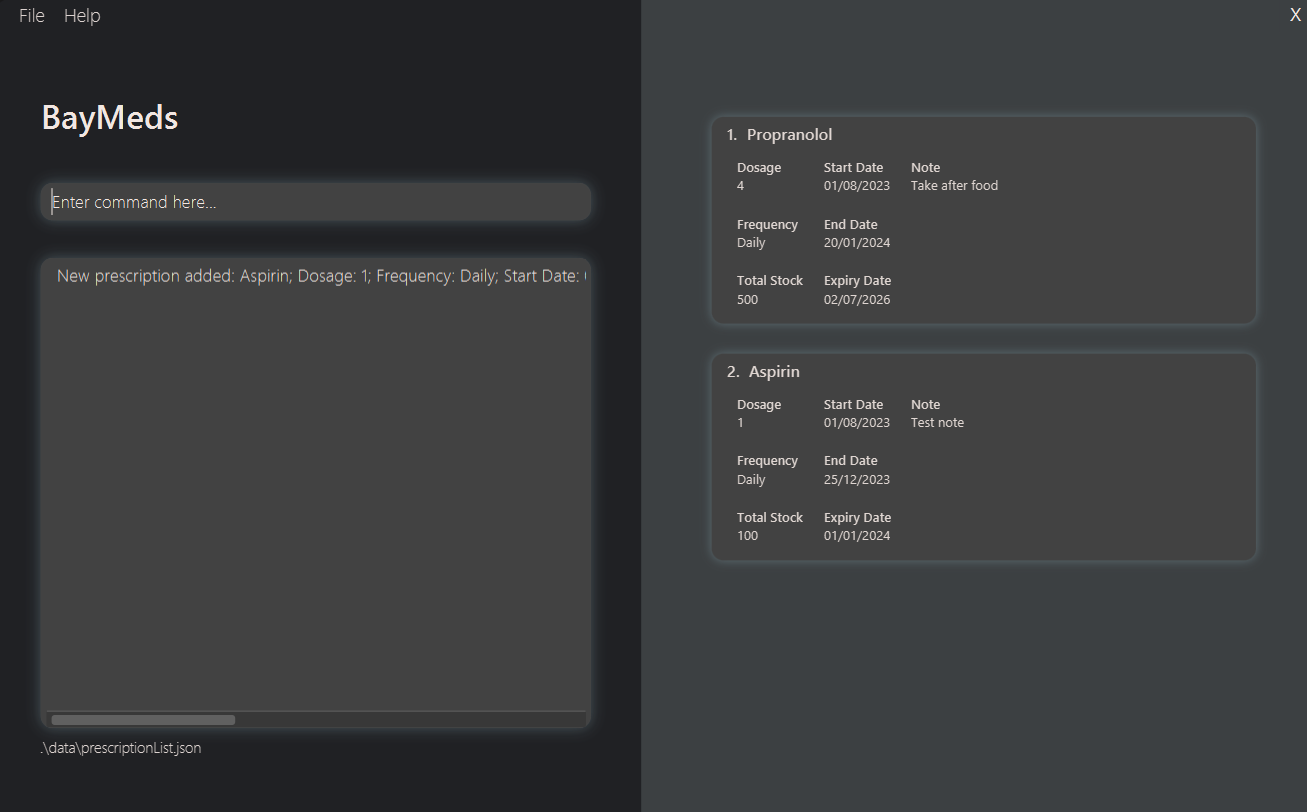 File Help
X
BayMeds
Enter command here...
New prescription added: Aspirin; Dosage: 1; Frequency: Daily; Start Date:
.\data\prescriptionList.json
1. Propranolol
Dosage Start Date Note
4 01/08/2023 Take after food
Frequency End Date
Daily 20/01/2024
Total Stock Expiry Date
500 02/07/2026
2. Aspirin
Dosage Start Date Note
1 01/08/2023 Test note
Frequency End Date
Daily 25/12/2023
Total Stock Expiry Date
100 01/01/2024